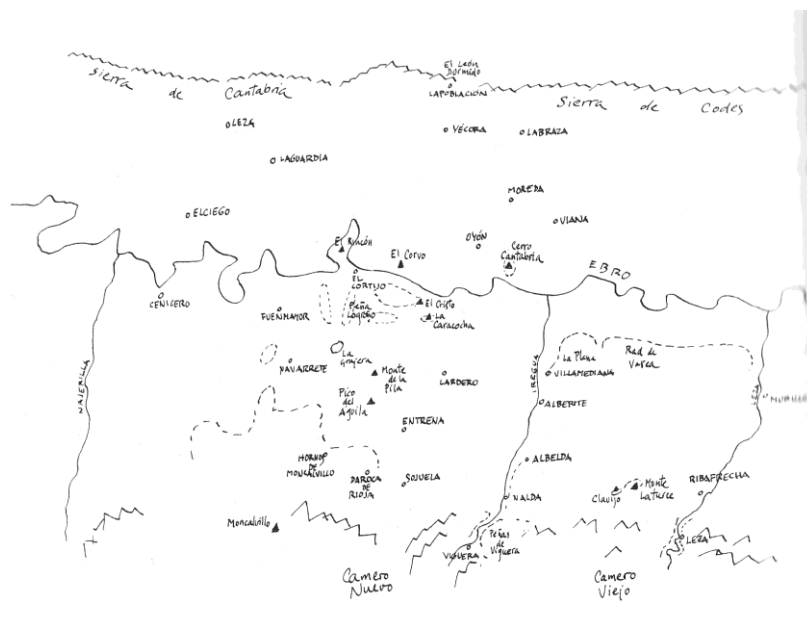 El León
Dormido
LAPOBLACIÓN
Sierra de Cantabria
Sierra de Codes
LEZA
VÉCORA
LABRAZA
LAGUARDIA
MOREDA
ELCIEGO
VIANA
OYÓN
El Rincón
El Corvo
Cerro
Cantabria
EBRO
EL
CORTIJO
CENICERO
FUENMAYOR
Peña
Logroño
El Grifo
La
Caracocha
La
Grajera
La Plana
Rad de
Varea
NAVARRETE
Monte
de la
Pila
LARDERO
IREGUA
VILLAMEDIANA
NAJERILLA
Pico
del
Aguila
ALBERITE
LEZA
ENTRENA
HORNOS
DE
MONCALVILLO
DAROCA
DE
RIOJA
SOJUELA
ALBELDA
NALDA
Clavijo
Monte
Laturce
RIBAFRECHA
Moncalvillo
VIGUERA
Peñas
de
Viguera
LEZA
Camero
Nuevo
Camero
Viejo